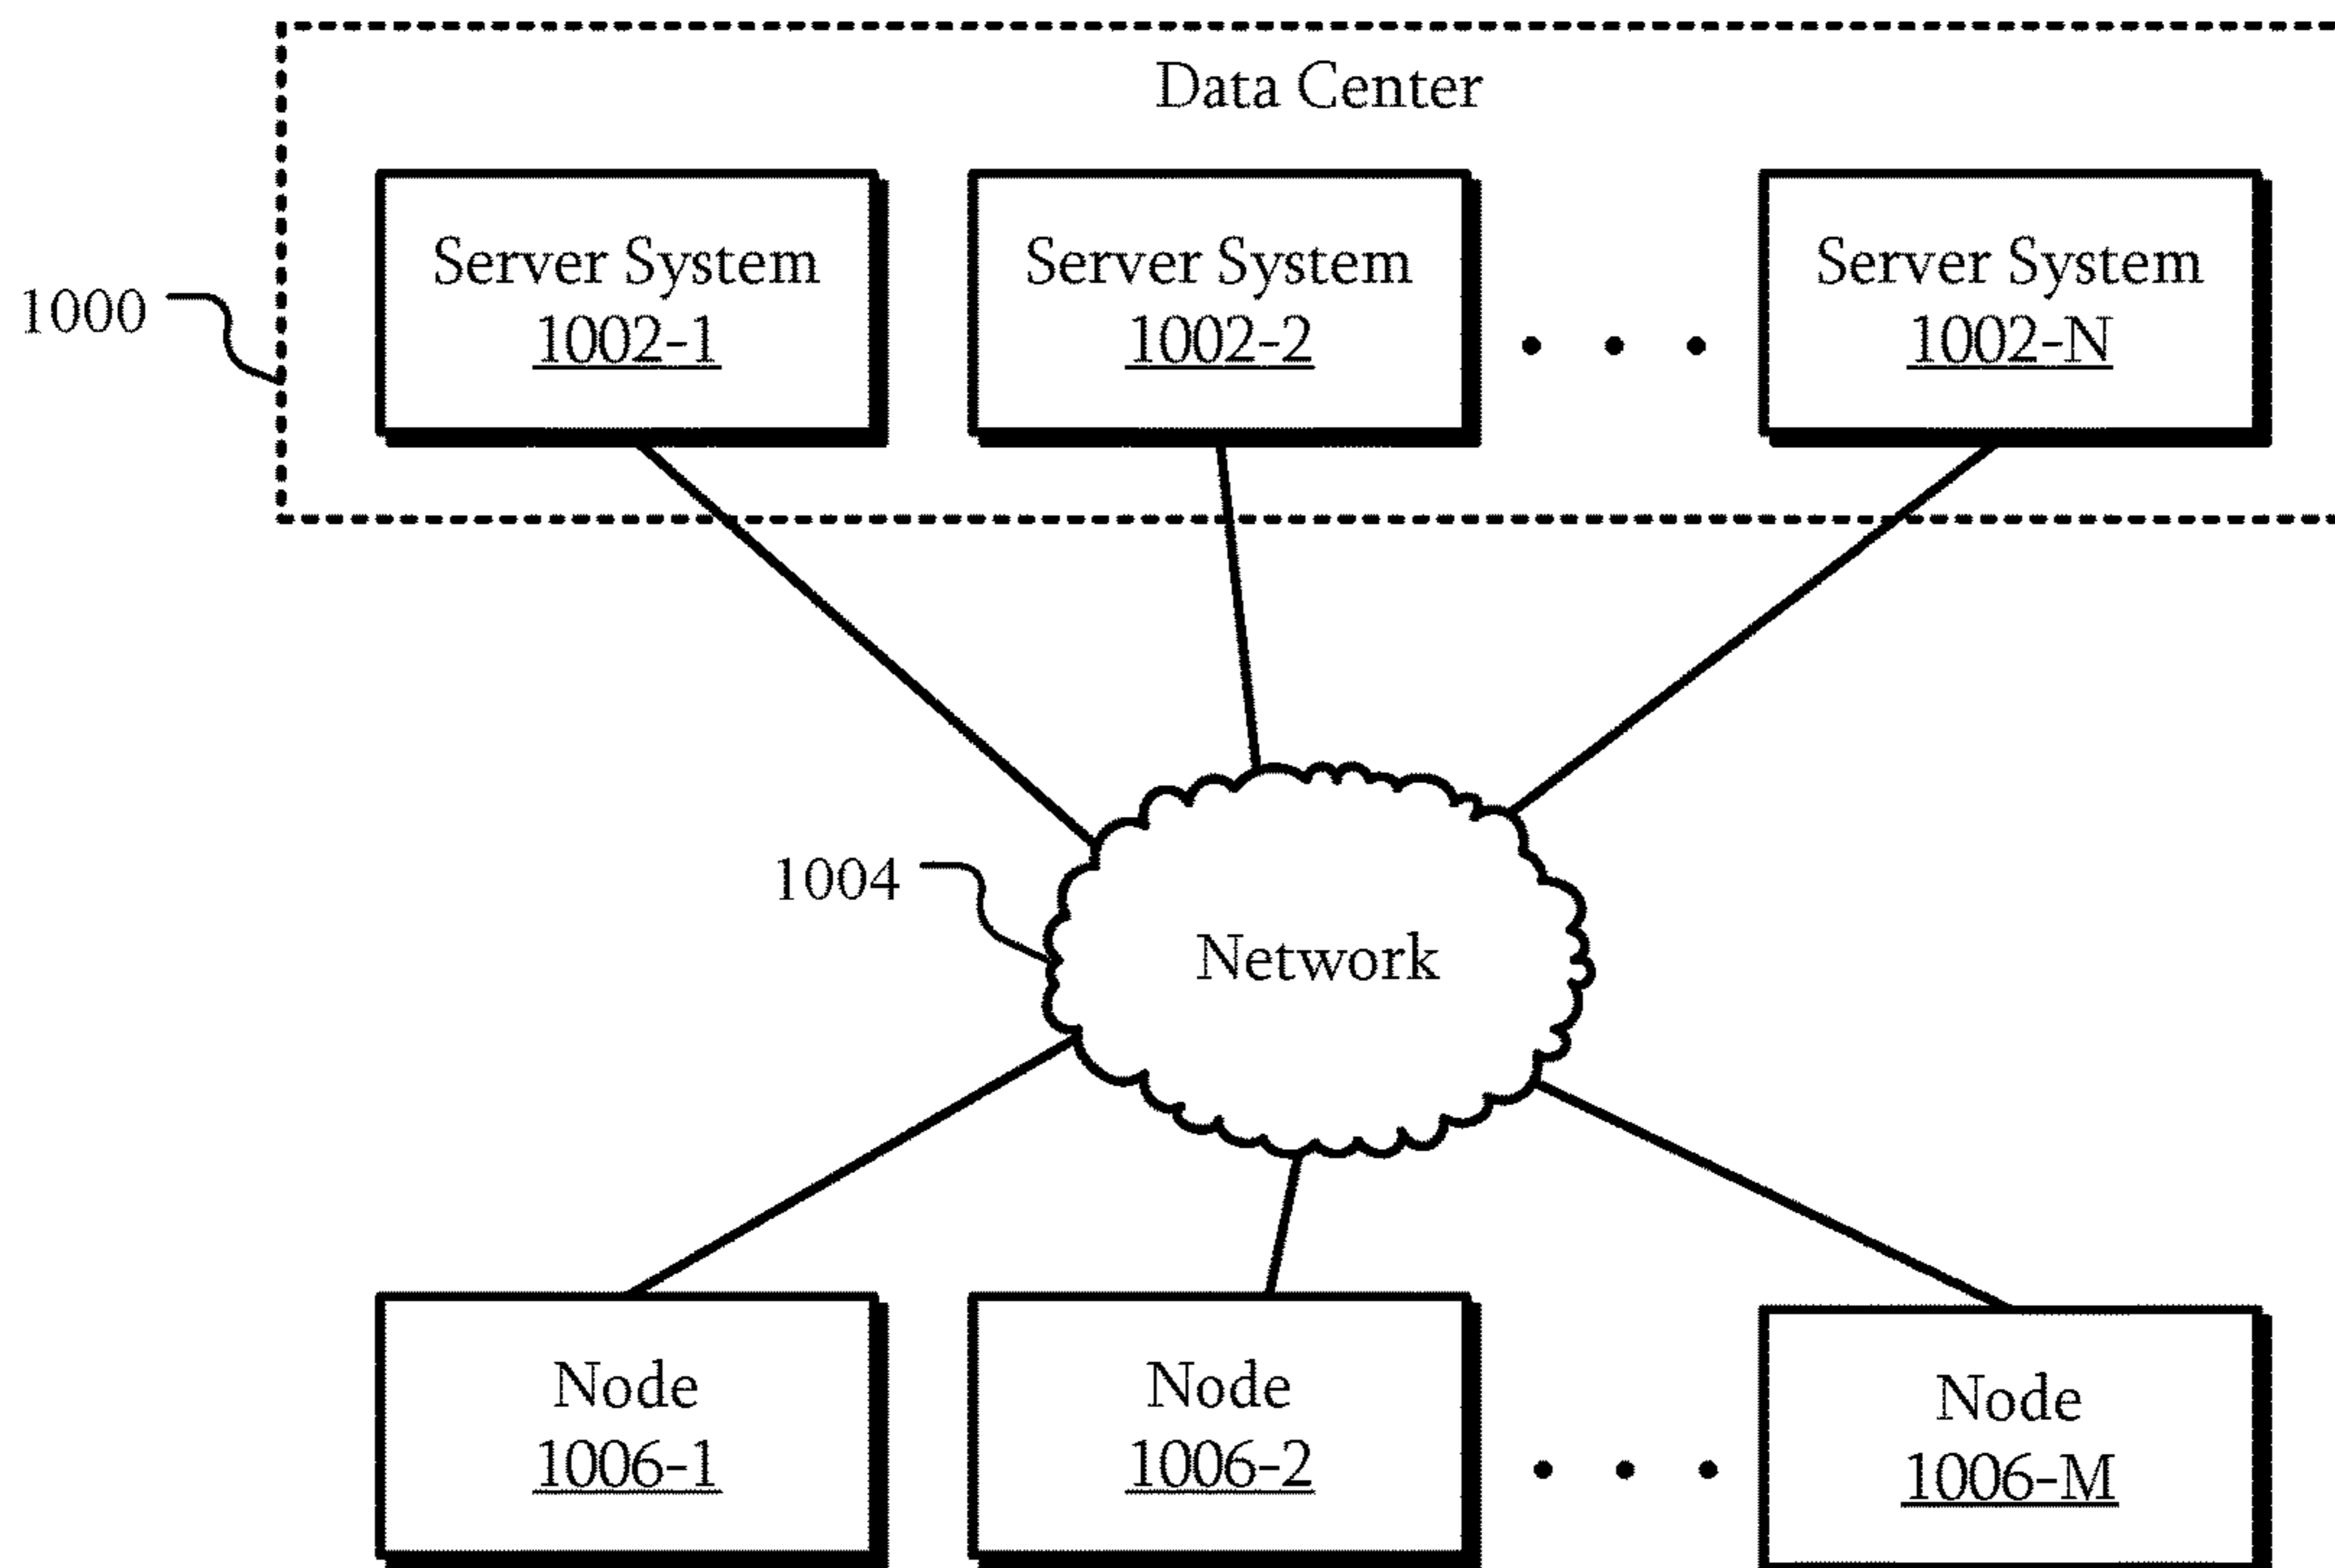 Data Center
Server System
1002-1
Server System
1002-2
Server System
1002-N
1000
1004
Network
Node
1006-1
Node
1006-2
Node
1006-M